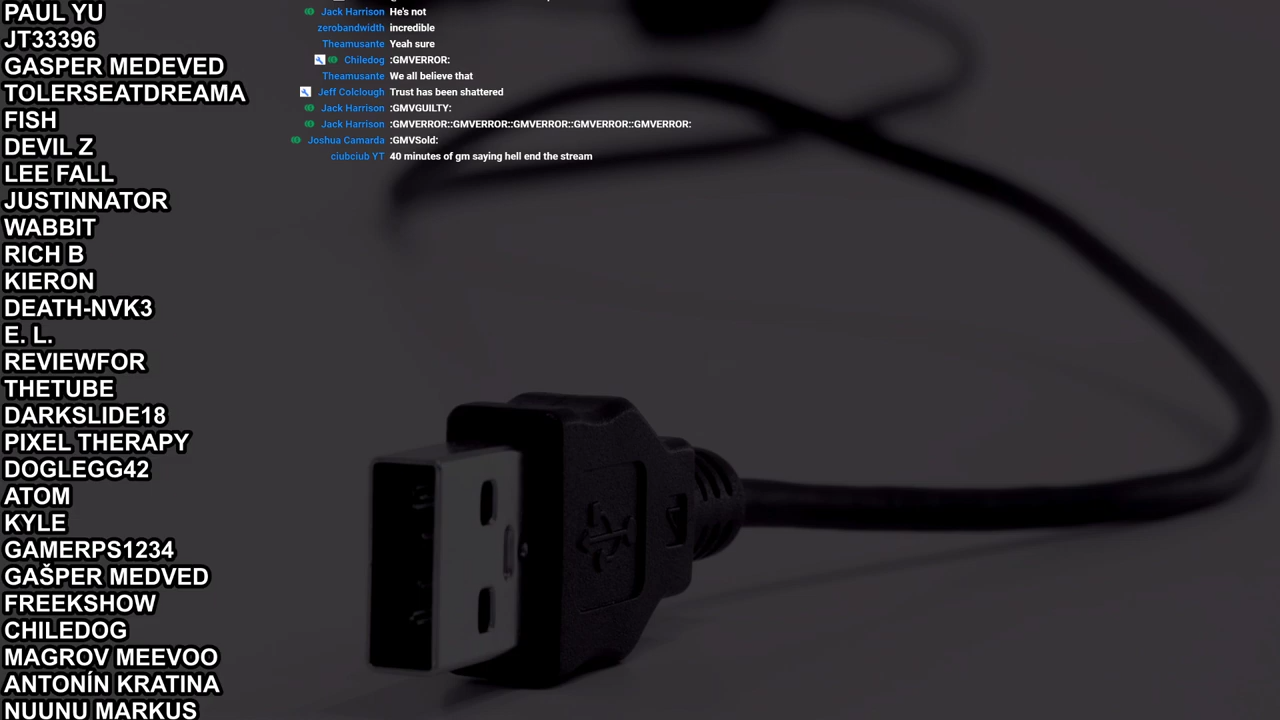 PAUL YU
JT33396
GASPER MEDEVED
TOLERSEATDREAMA
FISH
DEVIL Z
LEE FALL
JUSTINNATOR
WABBIT
RICH B
KIERON
DEATH-NVK3
E. L.
REVIEWFOR
THETUBE
DARKSLIDE18
PIXEL THERAPY
DOGLEGG42
ATOM
KYLE
GAMERPS1234
GAŠPER MEDVED
FREEKSHOW
CHILEDOG
MAGROV MEEVOO
ANTONÍN KRATINA
NUUNU MARKUS
Jack Harrison He's not
zerobandwidth incredible
Theamusante Yeah sure
Chiledog :GMVERROR:
Theamusante We all believe that
Jeff Colclough Trust has been shattered
Jack Harrison :GMVGUILTY:
Jack Harrison :GMVERROR::GMVERROR::GMVERROR::GMVERROR::GMVERROR:
Joshua Camarda :GMVSold:
ciubciub YT 40 minutes of gm saying hell end the stream